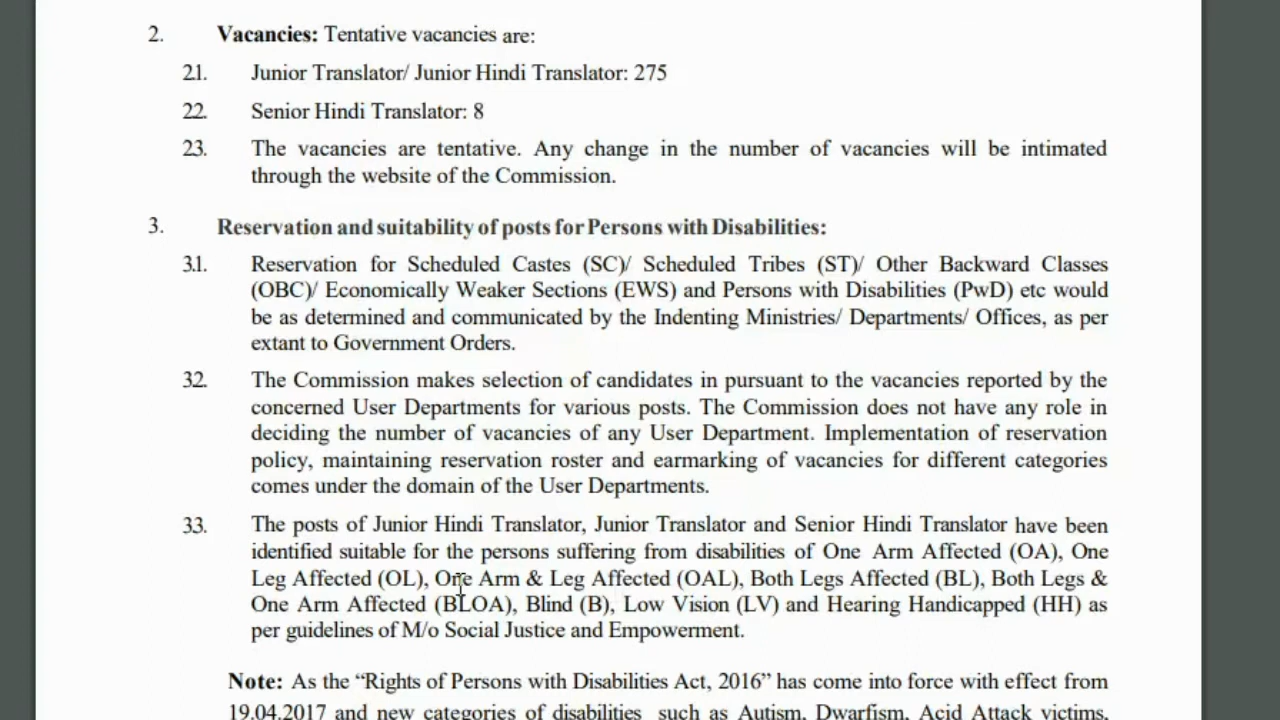 2. Vacancies: Tentative vacancies are:
2.1. Junior Translator/ Junior Hindi Translator: 275
2.2. Senior Hindi Translator: 8
2.3. The vacancies are tentative. Any change in the number of vacancies will be intimated
through the website of the Commission.
3. Reservation and suitability of posts for Persons with Disabilities:
3.1. Reservation for Scheduled Castes (SC)/ Scheduled Tribes (ST)/ Other Backward Classes
(OBC)/ Economically Weaker Sections (EWS) and Persons with Disabilities (PwD) etc would
be as determined and communicated by the Indenting Ministries/ Departments/ Offices, as per
extant to Government Orders.
3.2. The Commission makes selection of candidates in pursuant to the vacancies reported by the
concerned User Departments for various posts. The Commission does not have any role in
deciding the number of vacancies of any User Department. Implementation of reservation
policy, maintaining reservation roster and earmarking of vacancies for different categories
comes under the domain of the User Departments.
3.3. The posts of Junior Hindi Translator, Junior Translator and Senior Hindi Translator have been
identified suitable for the persons suffering from disabilities of One Arm Affected (OA), One
Leg Affected (OL), One Arm & Leg Affected (OAL), Both Legs Affected (BL), Both Legs &
One Arm Affected (BLOA), Blind (B), Low Vision (LV) and Hearing Handicapped (HH) as
per guidelines of M/o Social Justice and Empowerment.
Note: As the “Rights of Persons with Disabilities Act, 2016” has come into force with effect from
19.04.2017 and new categories of disabilities such as Autism, Dwarfism, Acid Attack victims,